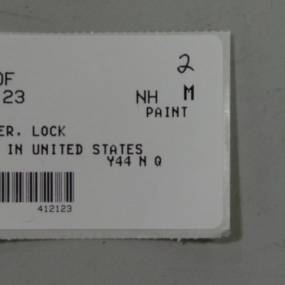 2
OF
23 NH M
PAINT
ER. LOCK
IN UNITED STATES
Y44 N Q
412123